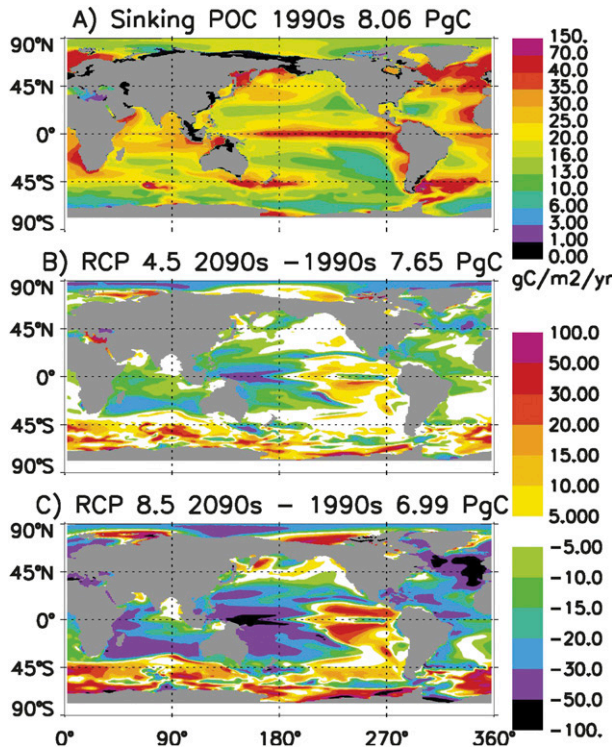 A) Sinking POC 1990s 8.06 PgC
90°N
45°N
0°
45°S
90°S
150.
70.0
40.0
35.0
30.0
25.0
20.0
16.0
13.0
10.0
6.00
3.00
1.00
0.00
gC/m2/yr
B) RCP 4.5 2090s -1990s 7.65 PgC
90°N
45°N
0°
45°S
90°S
100.0
50.00
30.00
20.00
15.00
10.00
5.000
C) RCP 8.5 2090s - 1990s 6.99 PgC
90°N
45°N
0°
45°S
90°S
-5.00
-10.0
-15.0
-20.0
-30.0
-50.0
-100.
0° 90° 180° 270° 360°